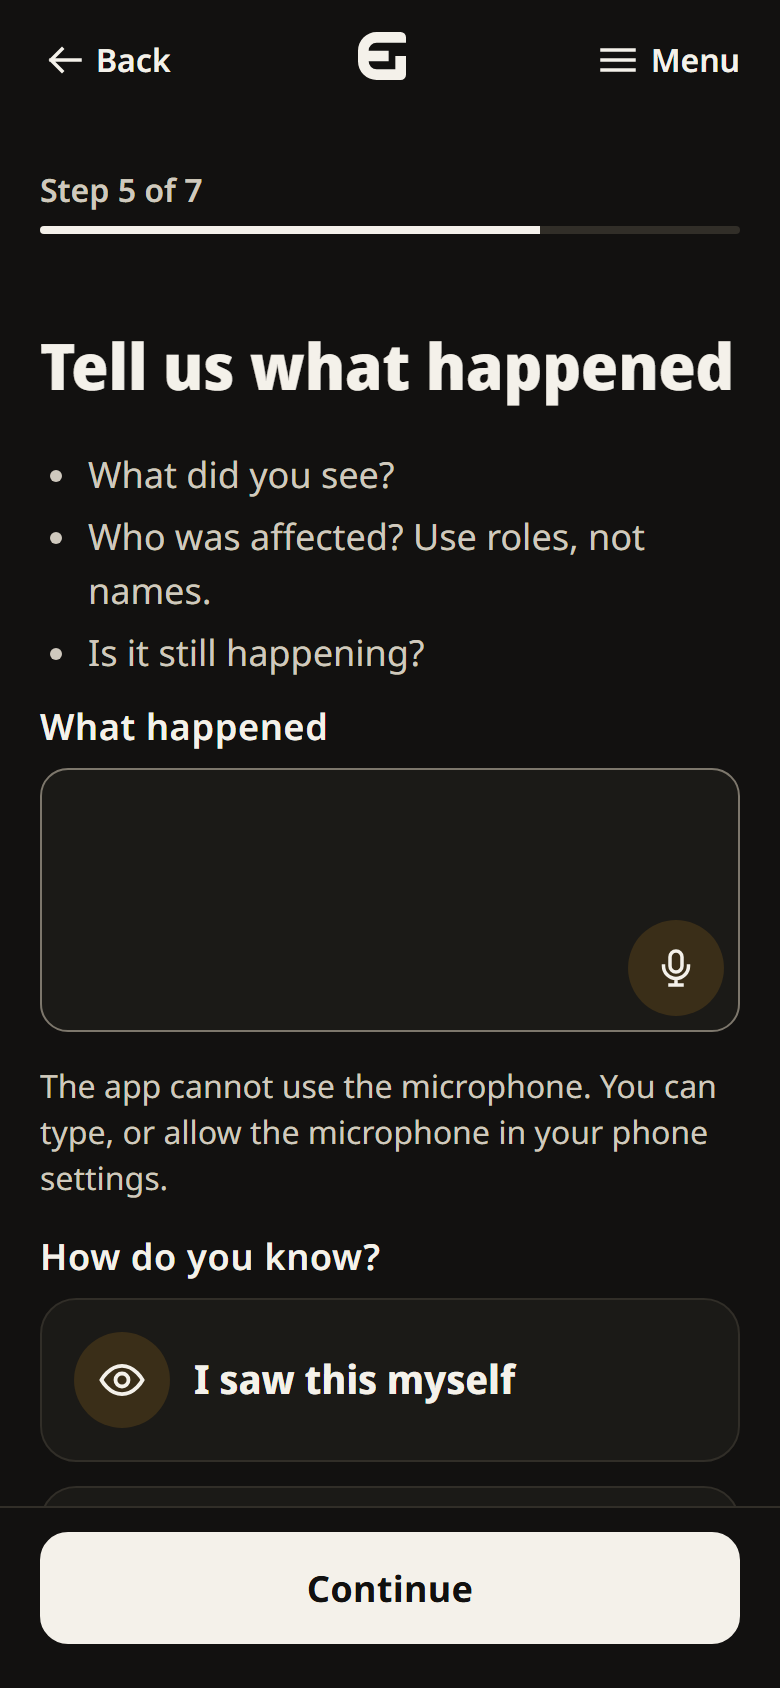 Back
Menu
Step 5 of 7
Tell us what happened
What did you see?
Who was affected? Use roles, not
names.
Is it still happening?
What happened
The app cannot use the microphone. You can
type, or allow the microphone in your phone
settings.
How do you know?
I saw this myself
Continue